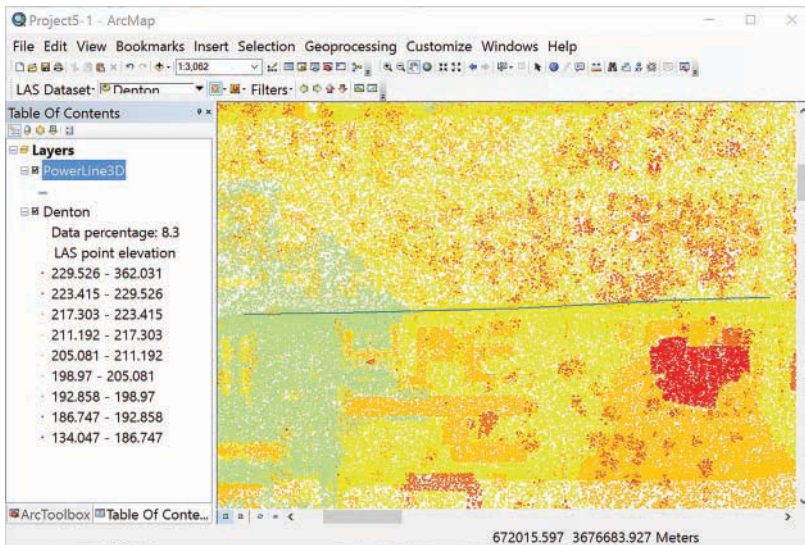 Project5-1 - ArcMap
File Edit View Bookmarks Insert Selection Geoprocessing Customize Windows Help
1:3,062
LAS Dataset- Denton Filters-
Table Of Contents
Layers
PowerLine3D
Denton
Data percentage: 8.3
LAS point elevation
229.526 - 362.031
223.415 - 229.526
217.303 - 223.415
211.192 - 217.303
205.081 - 211.192
198.97 - 205.081
192.858 - 198.97
186.747 - 192.858
134.047 - 186.747
ArcToolbox Table Of Conte...
672015.597 3676683.927 Meters